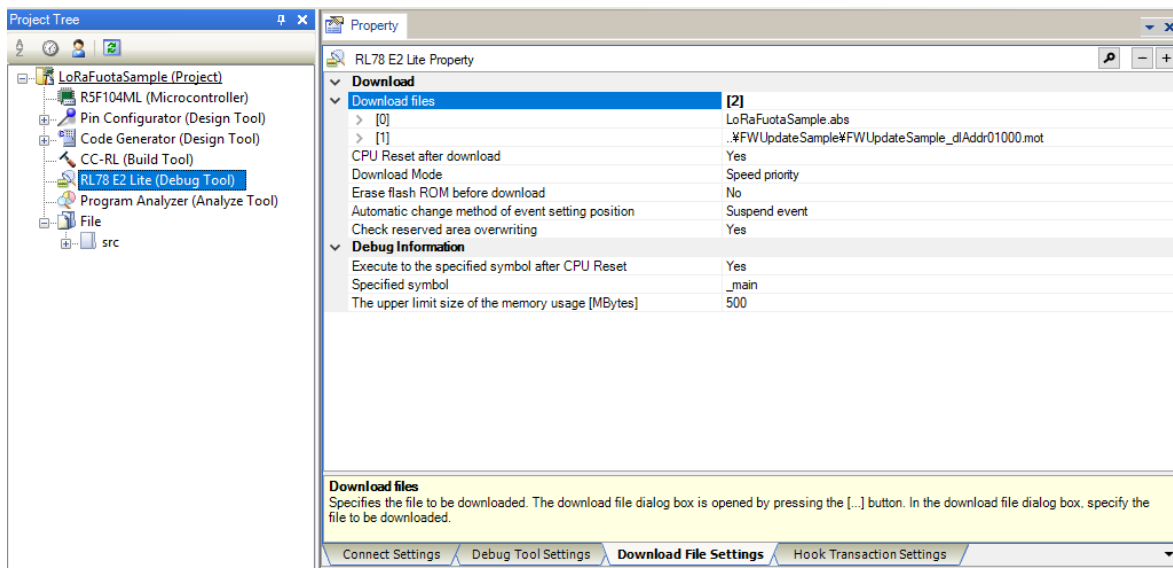 Project Tree
LoRaFuotaSample (Project)
R5F104ML (Microcontroller)
Pin Configurator (Design Tool)
Code Generator (Design Tool)
CC-RL (Build Tool)
RL78 E2 Lite (Debug Tool)
Program Analyzer (Analyze Tool)
File
src
Property
RL78 E2 Lite Property
Download
Download files [2]
[0] LoRaFuotaSample.abs
[1] ..¥FWUpdateSample¥FWUpdateSample_dlAddr01000.mot
CPU Reset after download Yes
Download Mode Speed priority
Erase flash ROM before download No
Automatic change method of event setting position Suspend event
Check reserved area overwriting Yes
Debug Information
Execute to the specified symbol after CPU Reset Yes
Specified symbol _main
The upper limit size of the memory usage [MBytes] 500
Download files
Specifies the file to be downloaded. The download file dialog box is opened by pressing the [...] button. In the download file dialog box, specify the
file to be downloaded.
Connect Settings Debug Tool Settings Download File Settings Hook Transaction Settings